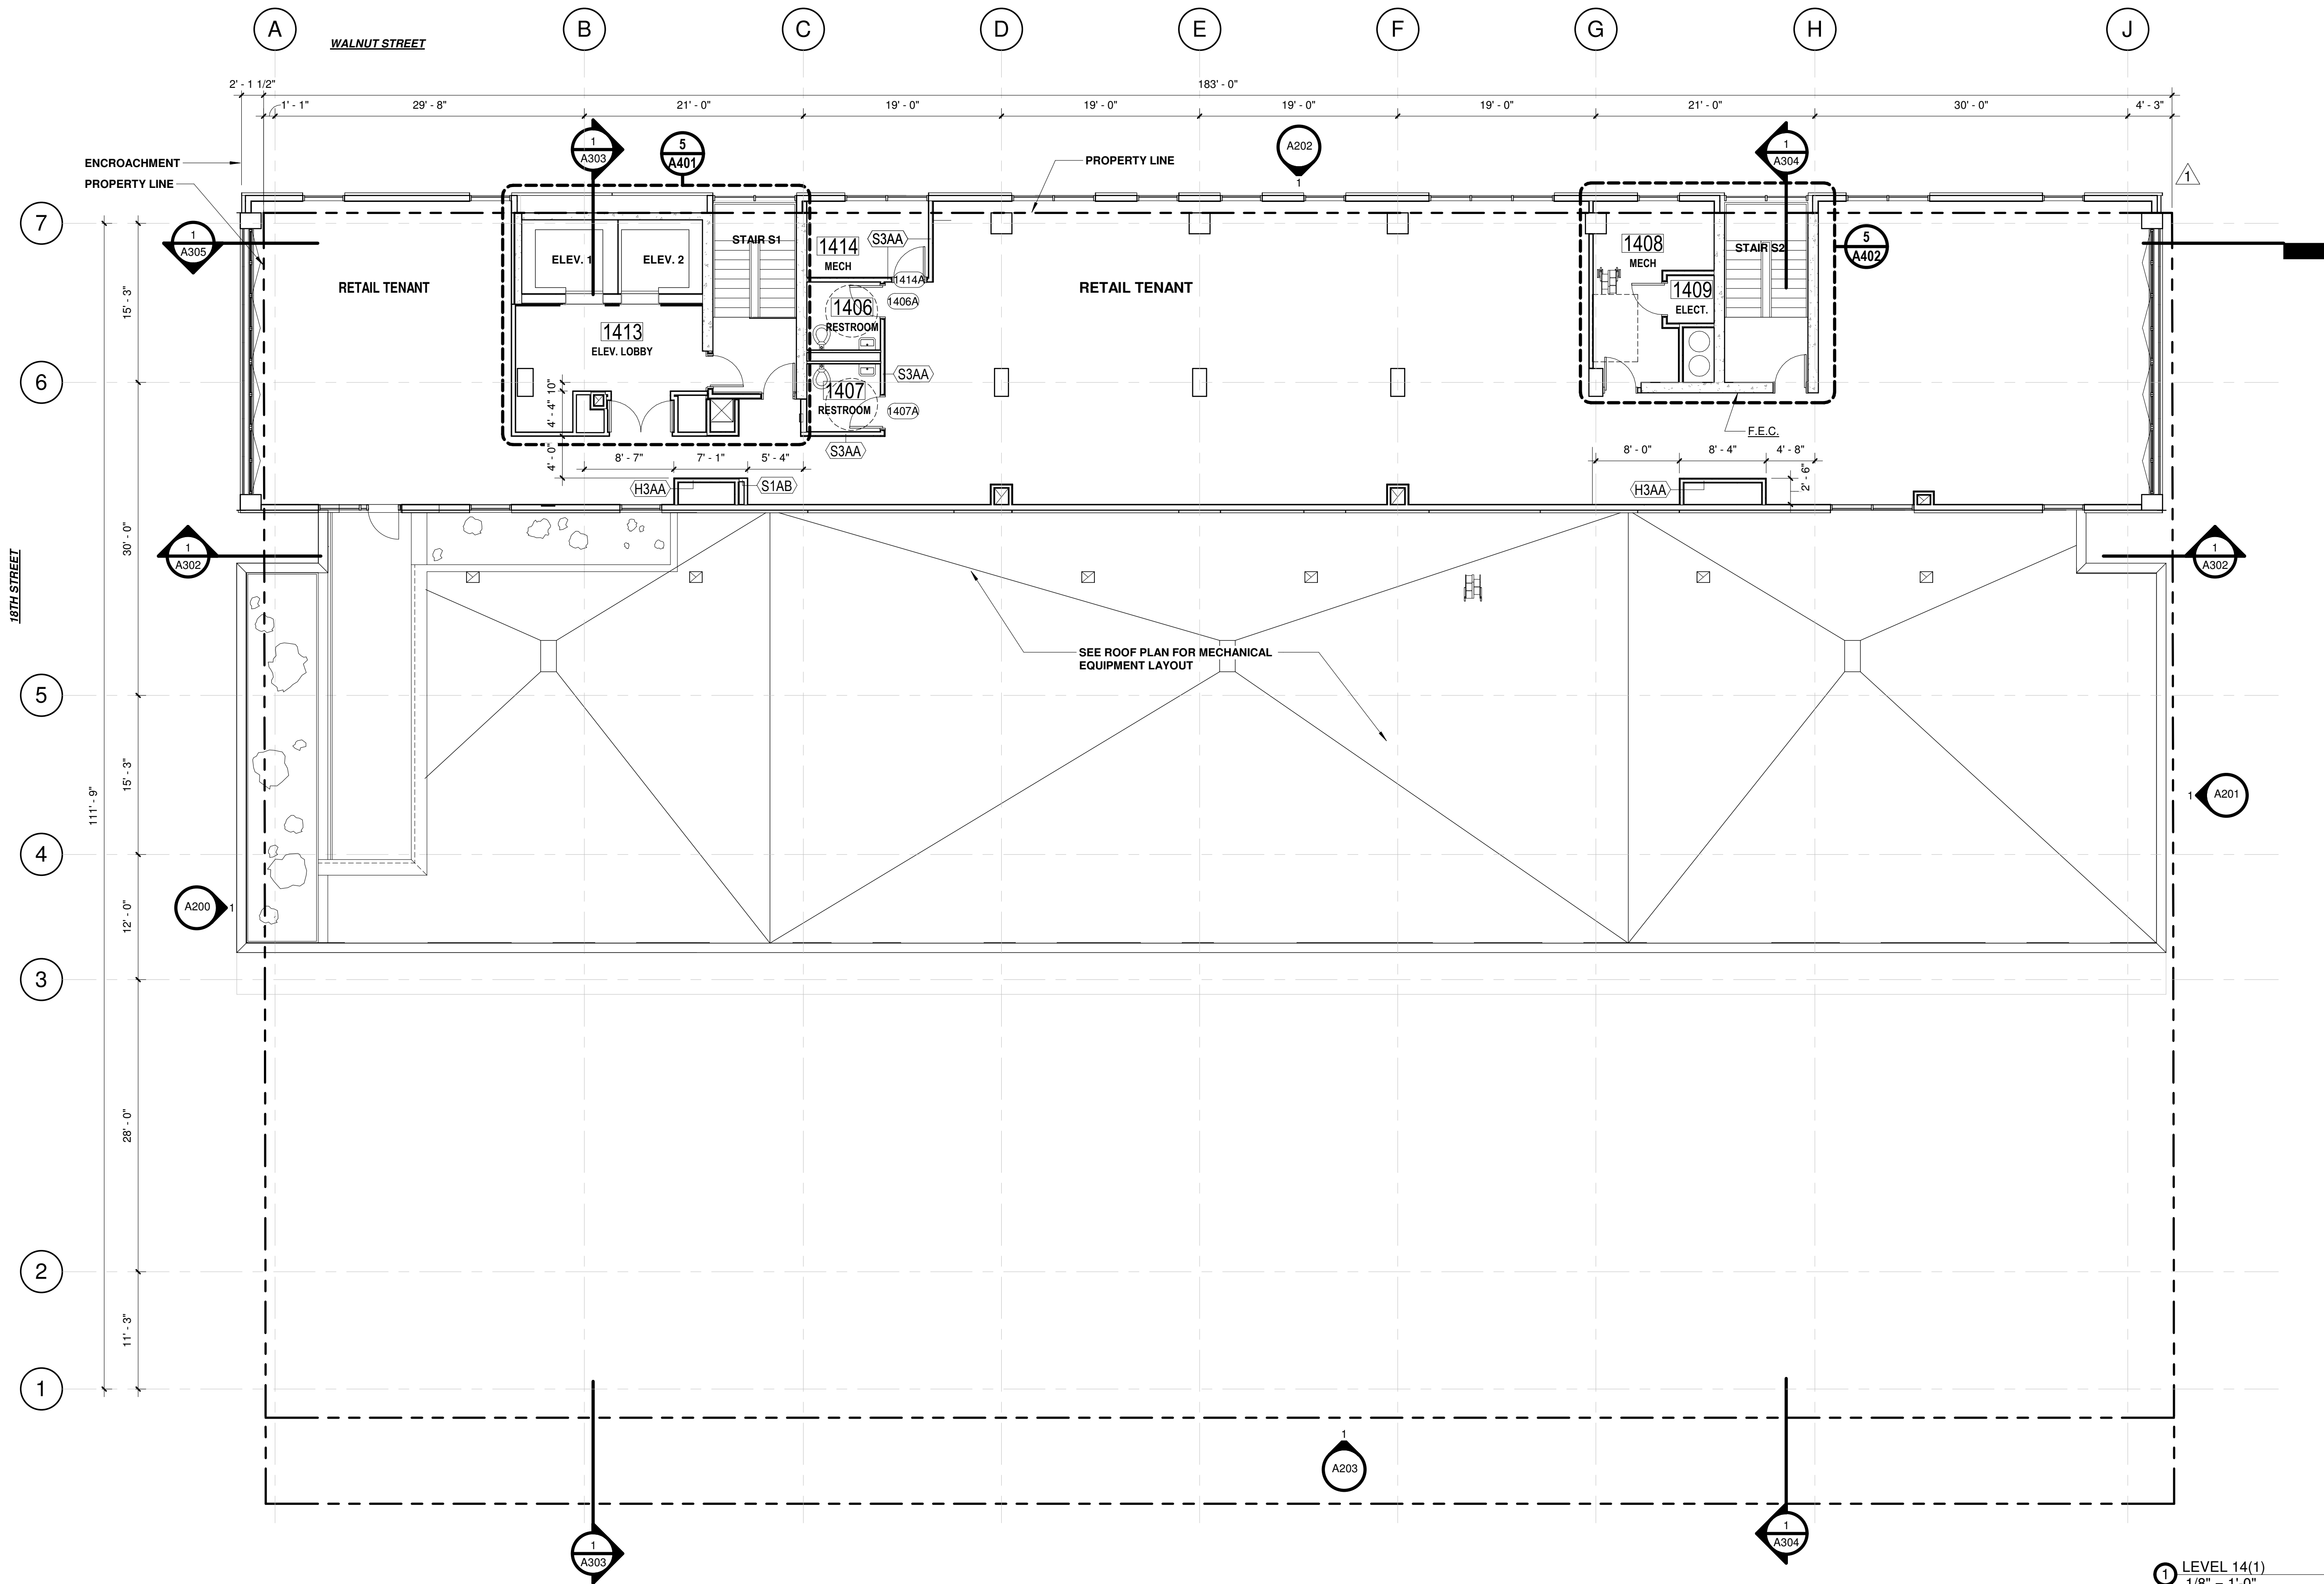 A
B
C
D
E
F
G
H
J
WALNUT STREET
2' - 1 1/2"
183' - 0"
1' - 1"
29' - 8"
21' - 0"
19' - 0"
19' - 0"
19' - 0"
19' - 0"
21' - 0"
30' - 0"
4' - 3"
1
A303
5
A401
A202
1
1
A304
ENCROACHMENT
PROPERTY LINE
PROPERTY LINE
1
7
1
A305
RETAIL TENANT
ELEV. 1
ELEV. 2
STAIR S1
1414
MECH
S3AA
1414A
RETAIL TENANT
1408
MECH
STAIR S2
5
A402
1409
ELECT.
15' - 3"
1413
ELEV. LOBBY
1406
RESTROOM
1406A
6
10"
4' - 4"
4' - 0"
S3AA
1407
RESTROOM
1407A
S3AA
F.E.C.
8' - 7"
7' - 1"
5' - 4"
8' - 0"
8' - 4"
4' - 8"
2' - 6"
H3AA
S1AB
H3AA
30' - 0"
18TH STREET
1
A302
1
A302
SEE ROOF PLAN FOR MECHANICAL
EQUIPMENT LAYOUT
5
15' - 3"
111' - 9"
1
A201
4
A200
1
12' - 0"
3
28' - 0"
2
11' - 3"
1
1
A203
1
A303
1
A304
1
LEVEL 14(1)
1/8" = 1'-0"